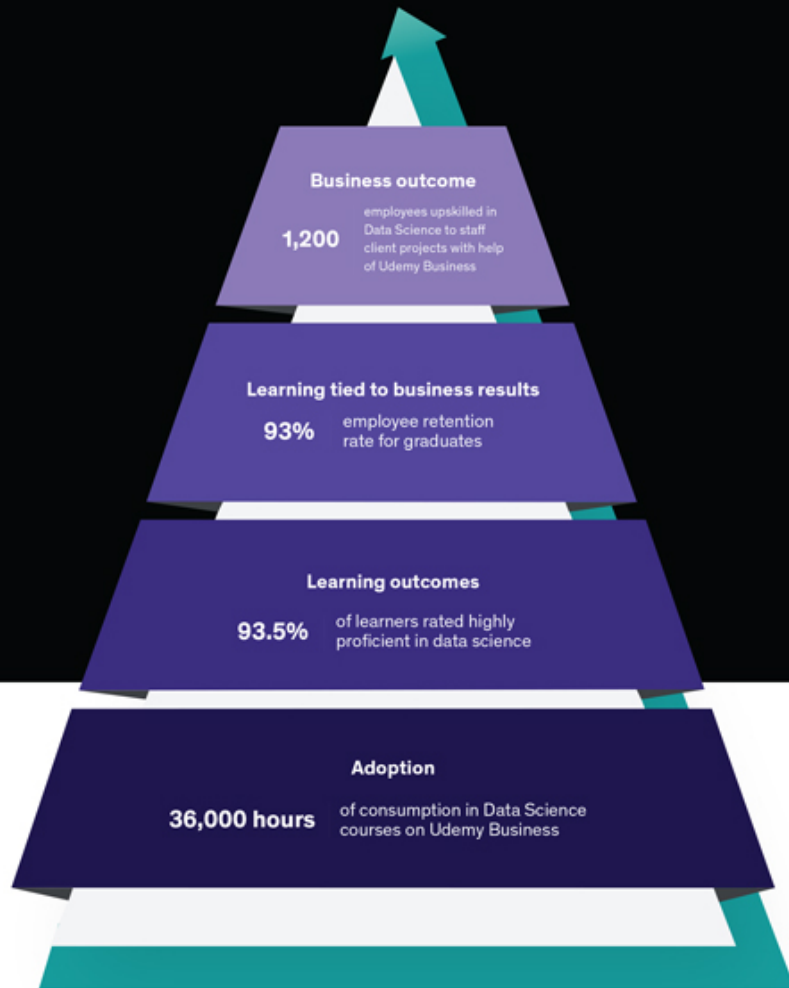 Business outcome
1,200
employees upskilled in
Data Science to staff
client projects with help
of Udemy Business
Learning tied to business results
93%
employee retention
rate for graduates
Learning outcomes
93.5%
of learners rated highly
proficient in data science
Adoption
36,000 hours
of consumption in Data Science
courses on Udemy Business